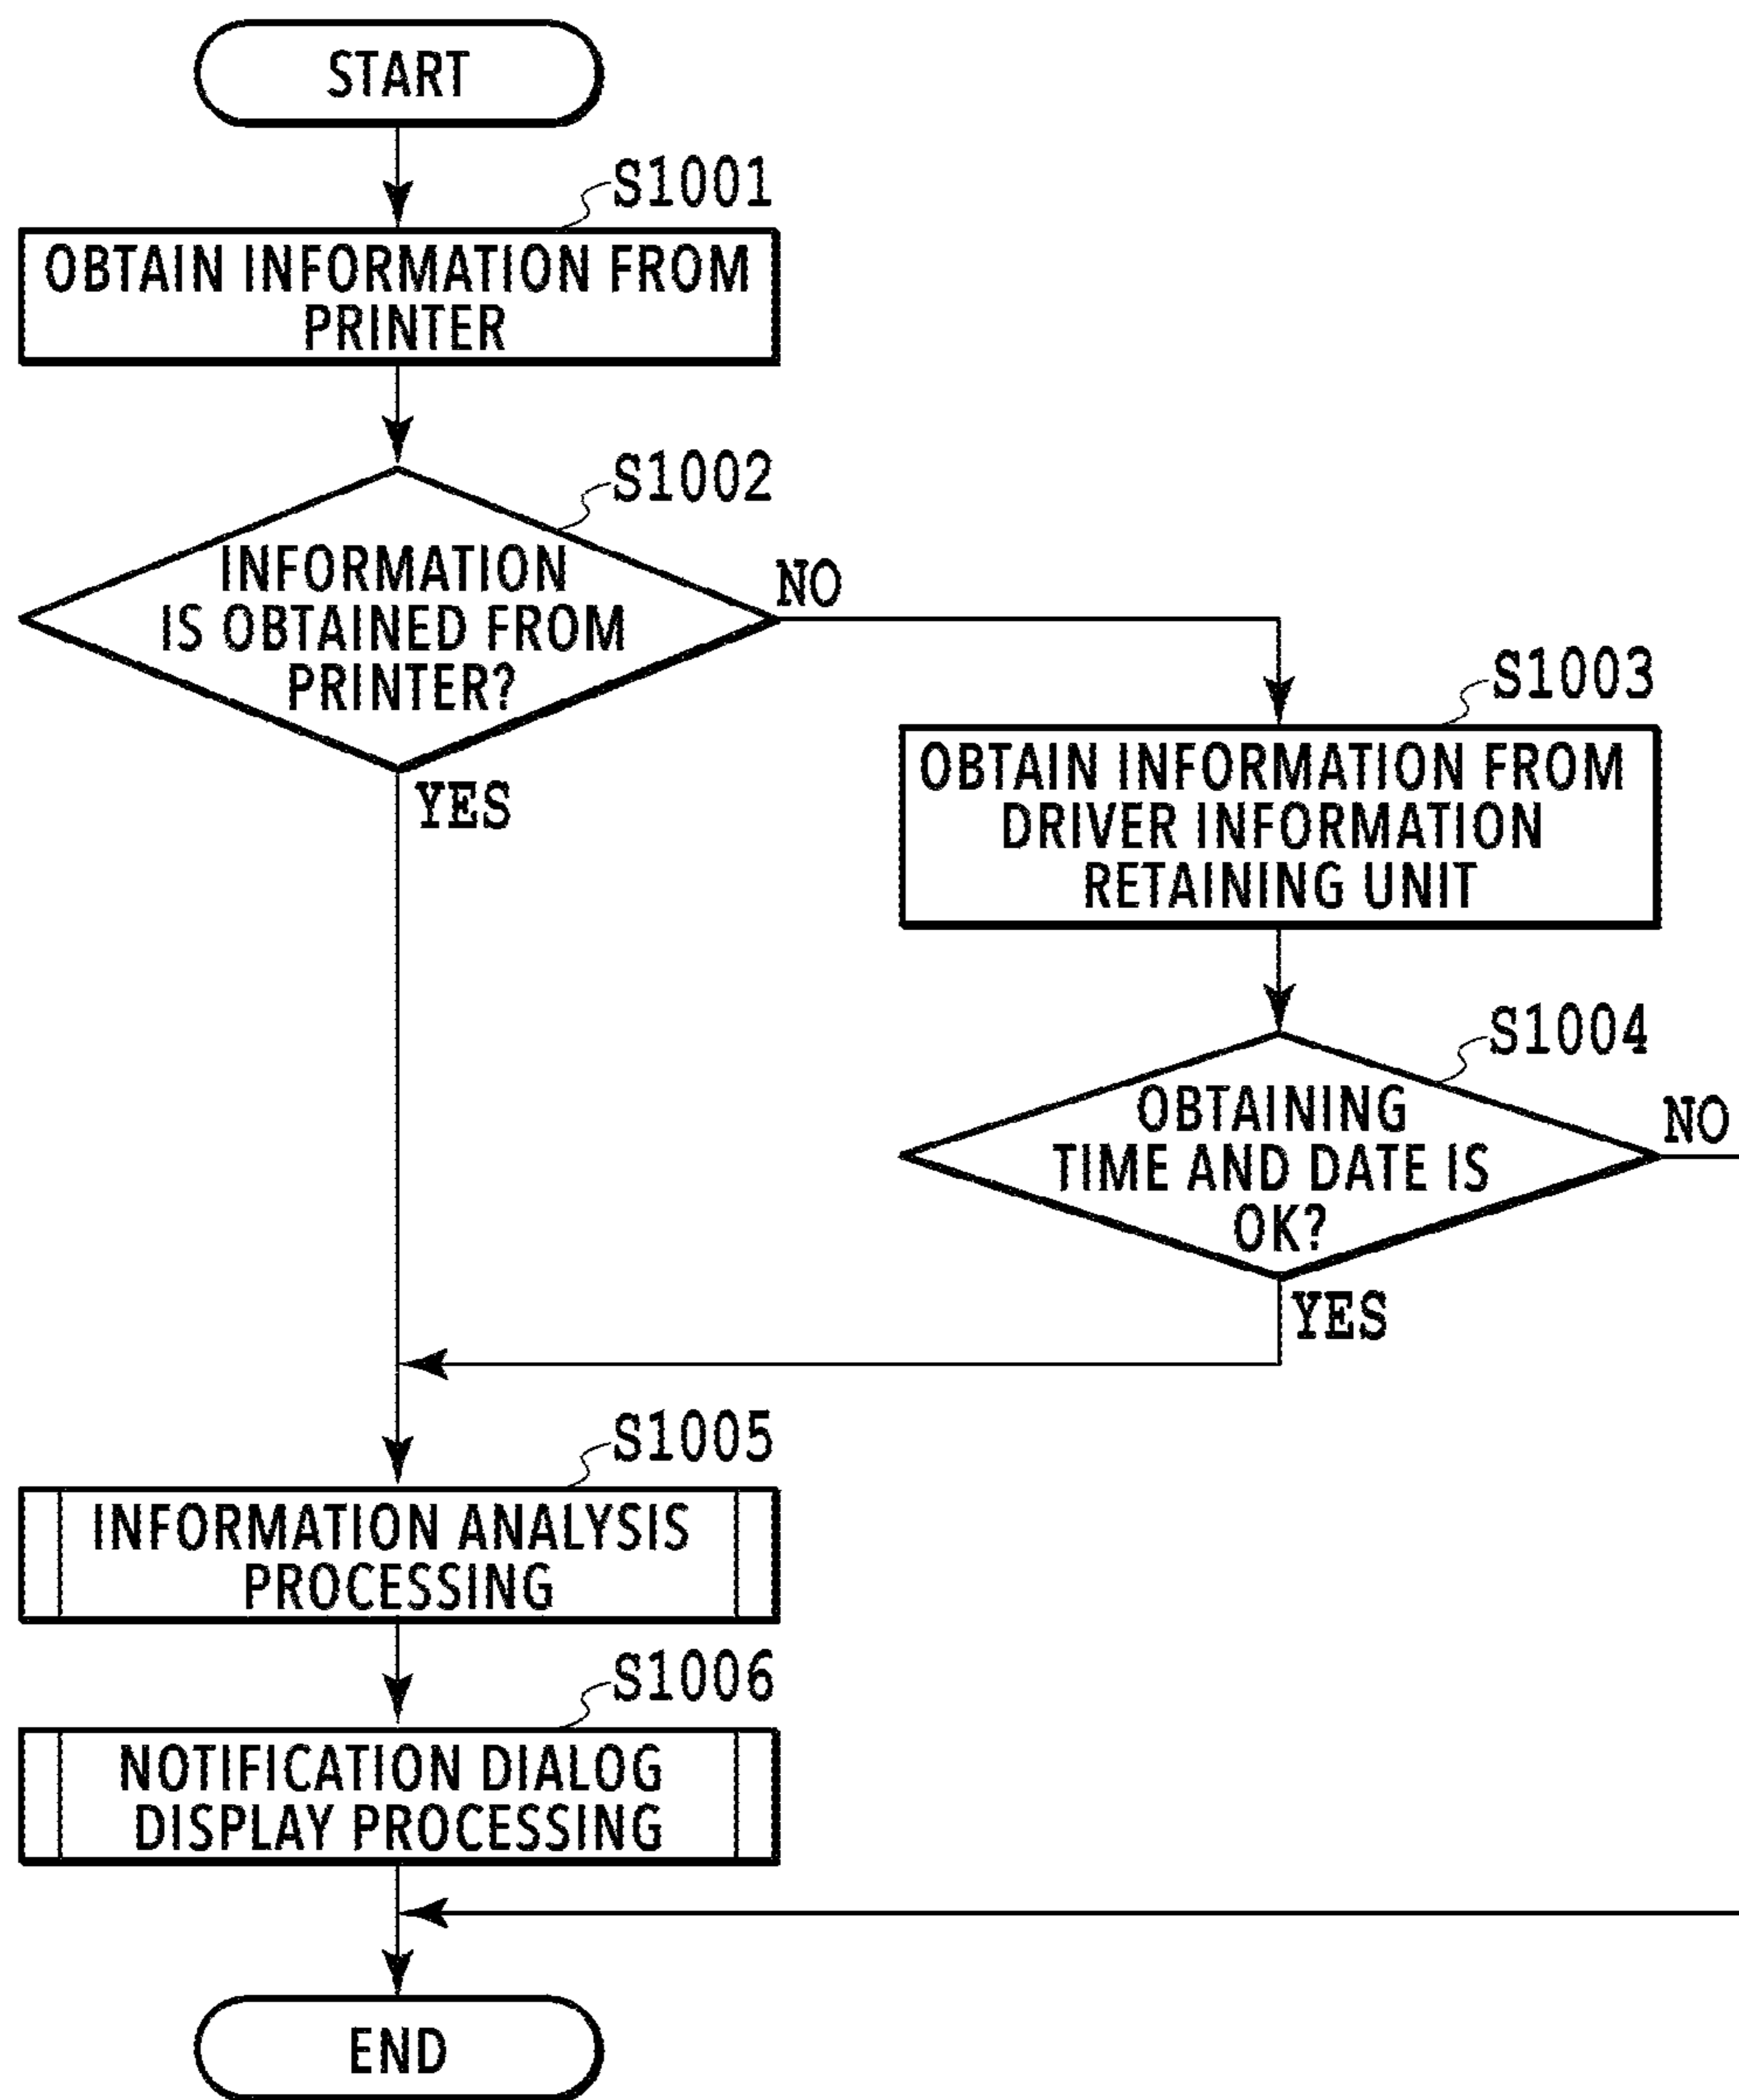 START
S1001
OBTAIN INFORMATION FROM
PRINTER
S1002
INFORMATION
IS OBTAINED FROM
PRINTER?
NO
YES
S1003
OBTAIN INFORMATION FROM
DRIVER INFORMATION
RETAINING UNIT
S1004
OBTAINING
TIME AND DATE IS
OK?
NO
YES
S1005
INFORMATION ANALYSIS
PROCESSING
S1006
NOTIFICATION DIALOG
DISPLAY PROCESSING
END